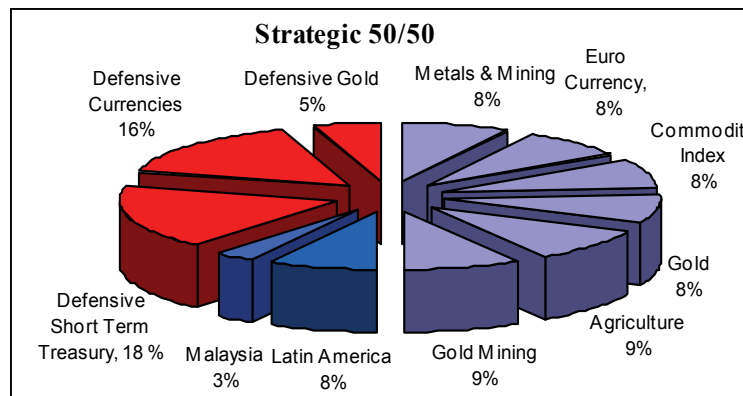 Strategic 50/50
Defensive
Currencies
16%
Defensive Gold
5%
Metals & Mining
8%
Euro
Currency,
8%
Commodit
Index
8%
Gold
8%
Agriculture
9%
Gold Mining
9%
Latin America
8%
Malaysia
3%
Defensive
Short Term
Treasury, 18 %